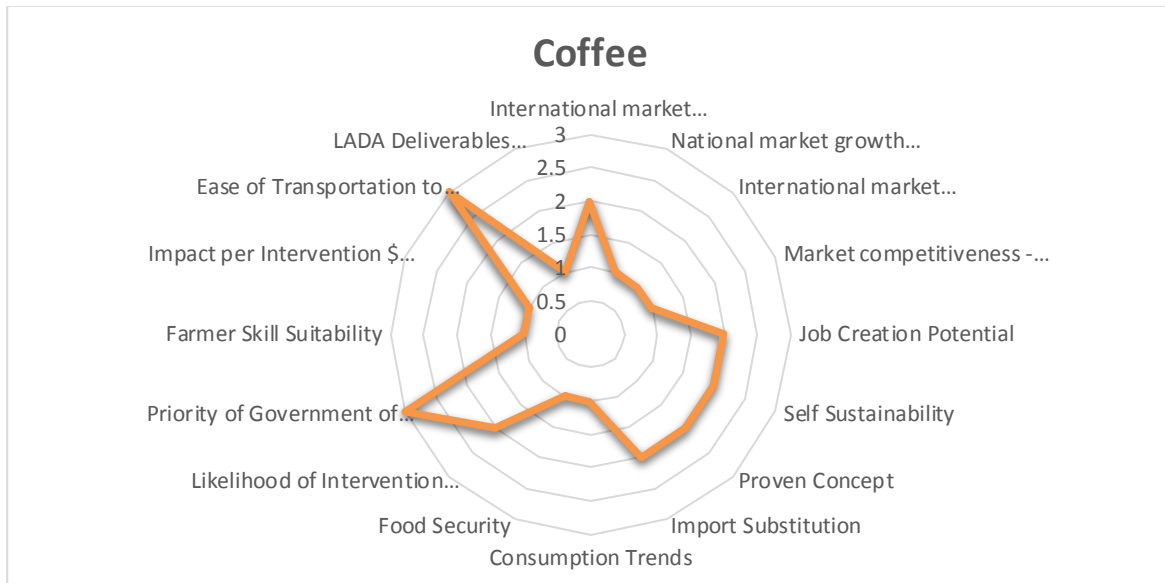 Coffee
International market...
National market growth...
International market...
Market competitiveness -...
Job Creation Potential
Self Sustainability
Proven Concept
Import Substitution
Consumption Trends
Food Security
Likelihood of Intervention...
Priority of Government of...
Farmer Skill Suitability
Impact per Intervention $...
Ease of Transportation to...
LADA Deliverables...
3
2.5
2
1.5
1
0.5
0